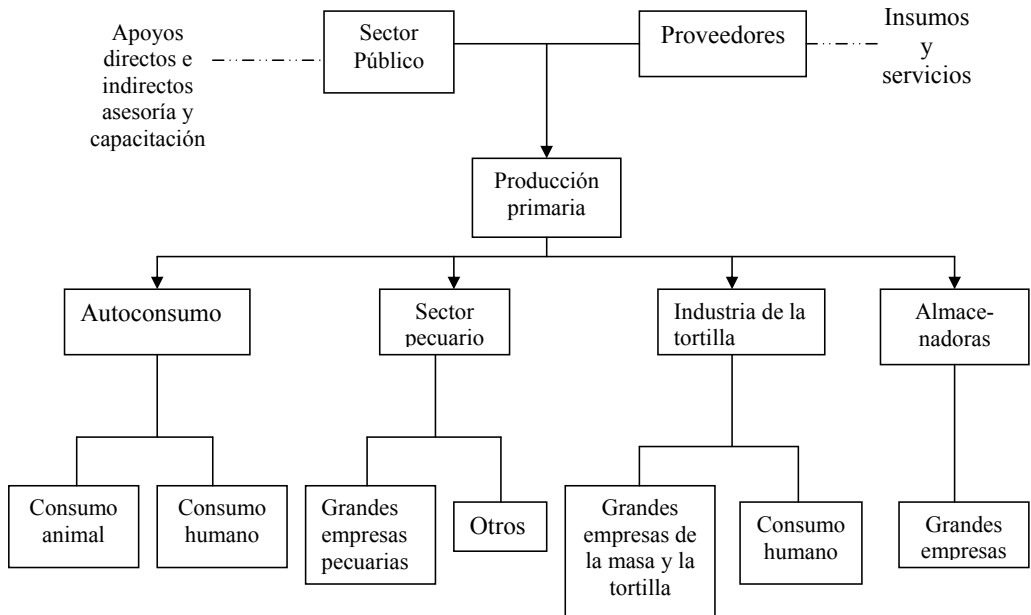 Apoyos
directos e
indirectos
asesoría y
capacitación
Sector
Público
Proveedores
Insumos
y
servicios
Producción
primaria
Autoconsumo
Sector
pecuario
Industria de la
tortilla
Almace-
nadoras
Consumo
animal
Consumo
humano
Grandes
empresas
pecuarias
Otros
Grandes
empresas de
la masa y la
tortilla
Consumo
humano
Grandes
empresas